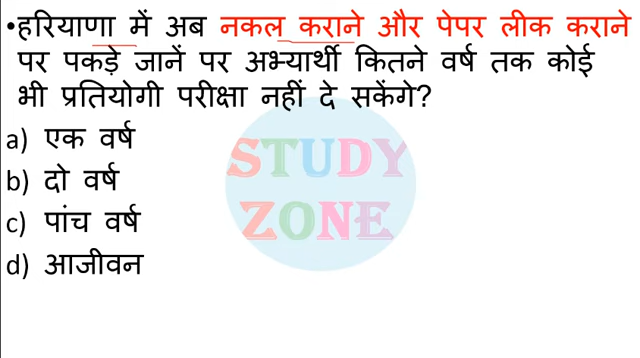 •हरियाणा में अब नकल कराने और पेपर लीक कराने
पर पकड़े जानें पर अभ्यार्थी कितने वर्ष तक कोई
भी प्रतियोगी परीक्षा नहीं दे सकेंगे?
a) एक वर्ष
b) दो वर्ष
c) पांच वर्ष
d) आजीवन
STUDY
ZONE